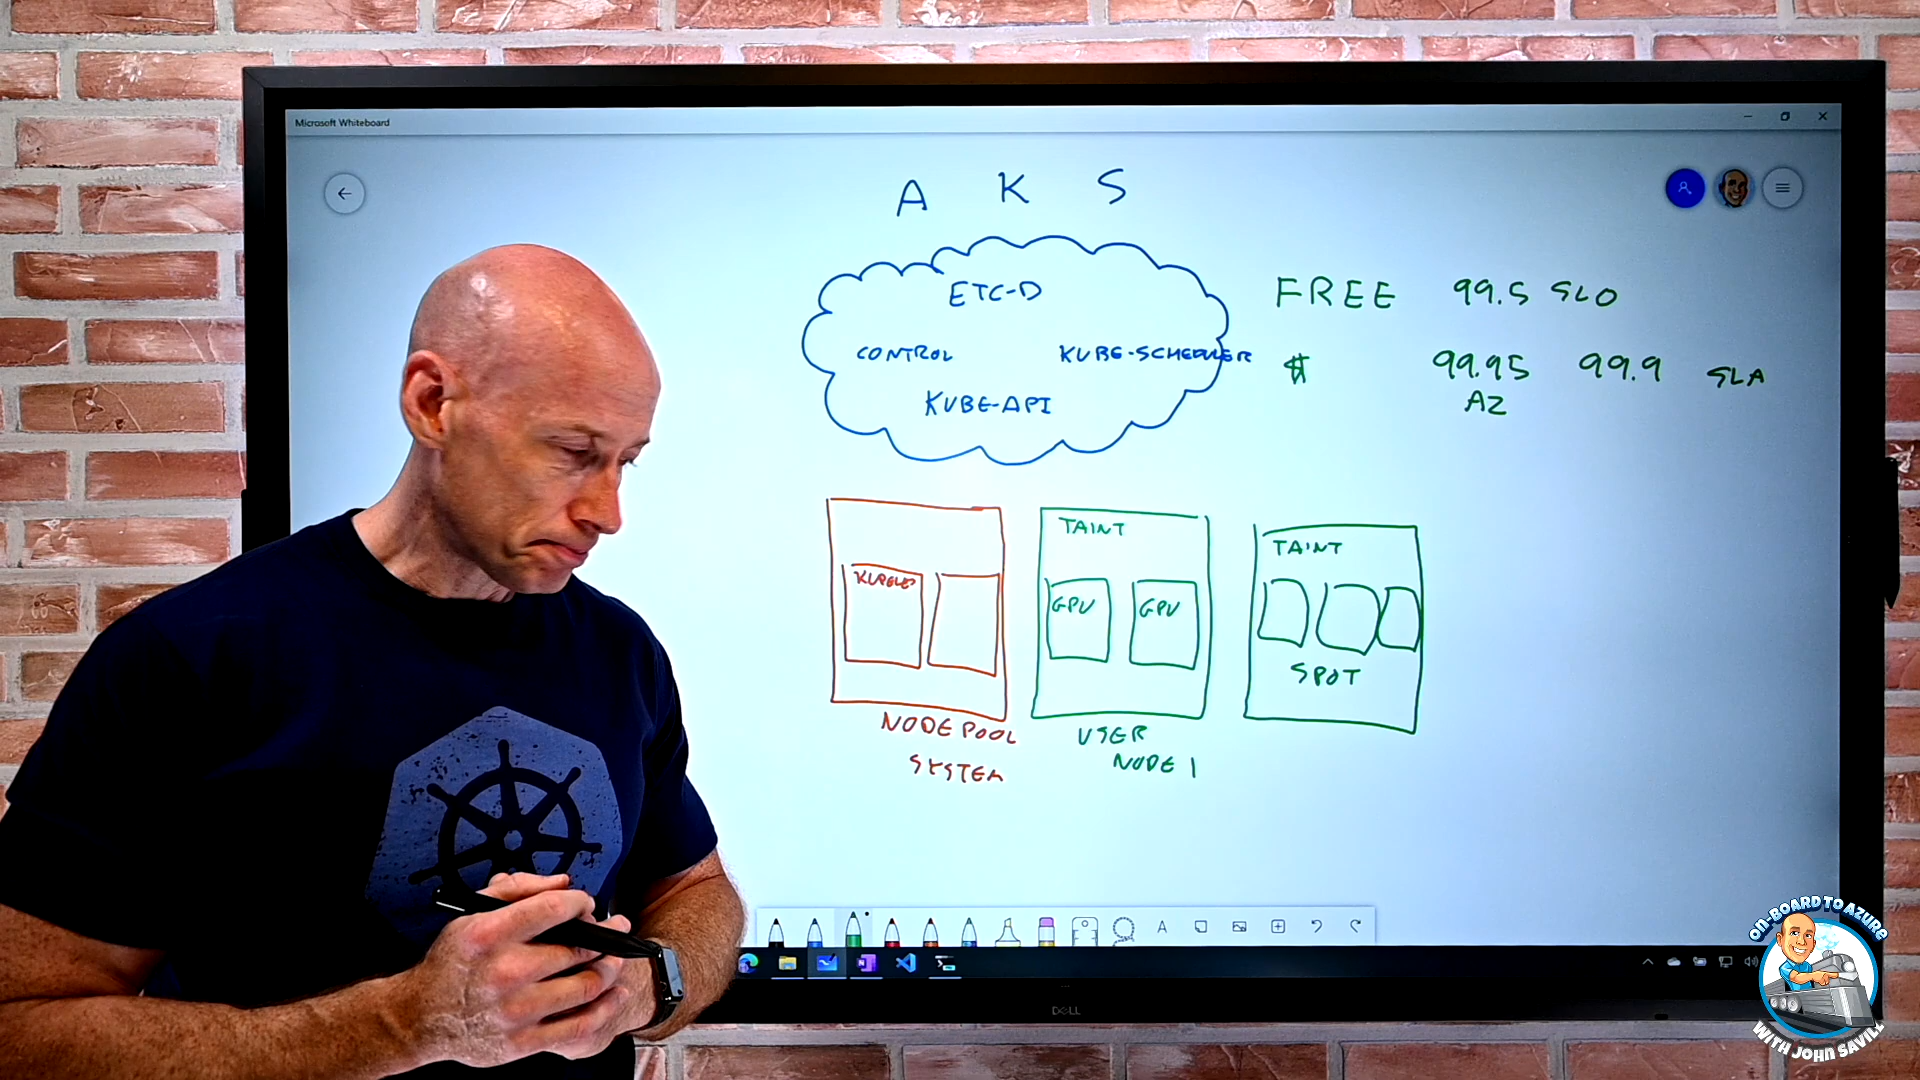 Microsoft Whiteboard
A K S
ETC-D
FREE 99.5 SLO
CONTROL KUBE-SCHEDULER
$ 99.95 99.9 SLA
AZ
KUBE-API
TAINT
TAINT
KUBELET
GPU GPU
SPOT
NODE POOL
SYSTEM
USER
NODE 1
DELL
ON-BOARD TO AZURE
WITH JOHN SAVILL